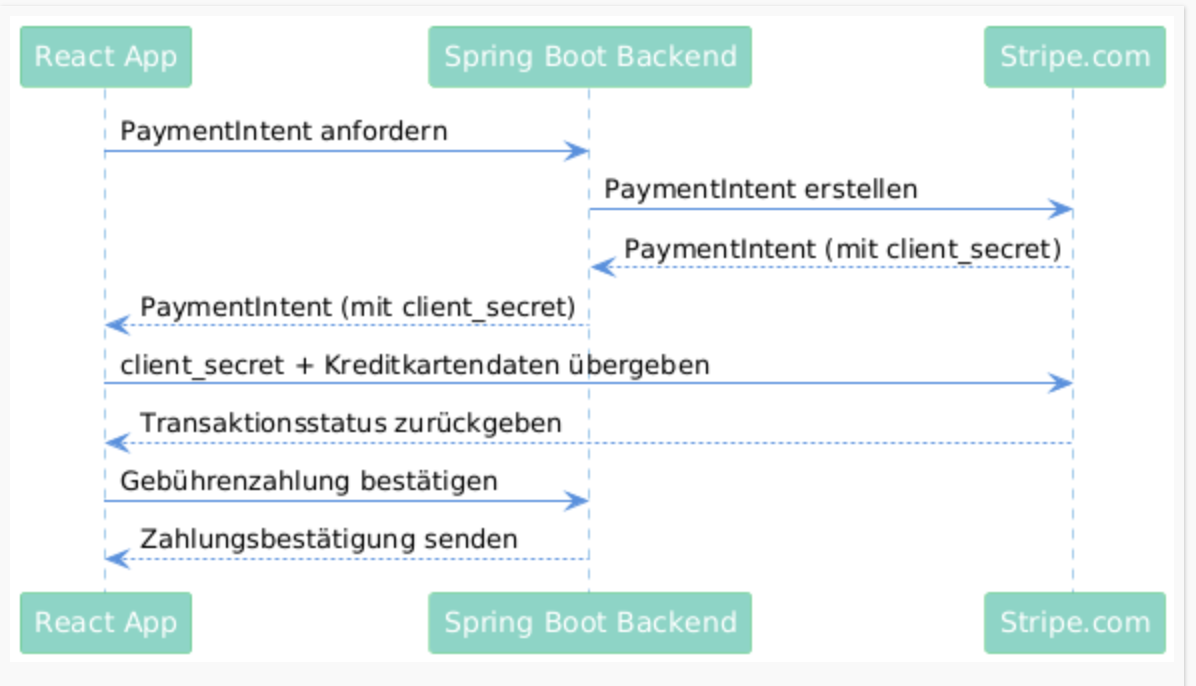 React App
Spring Boot Backend
Stripe.com
PaymentIntent anfordern
PaymentIntent erstellen
PaymentIntent (mit client_secret)
PaymentIntent (mit client_secret)
client_secret + Kreditkartendaten übergeben
Transaktionsstatus zurückgeben
Gebührenzahlung bestätigen
Zahlungsbestätigung senden
React App
Spring Boot Backend
Stripe.com